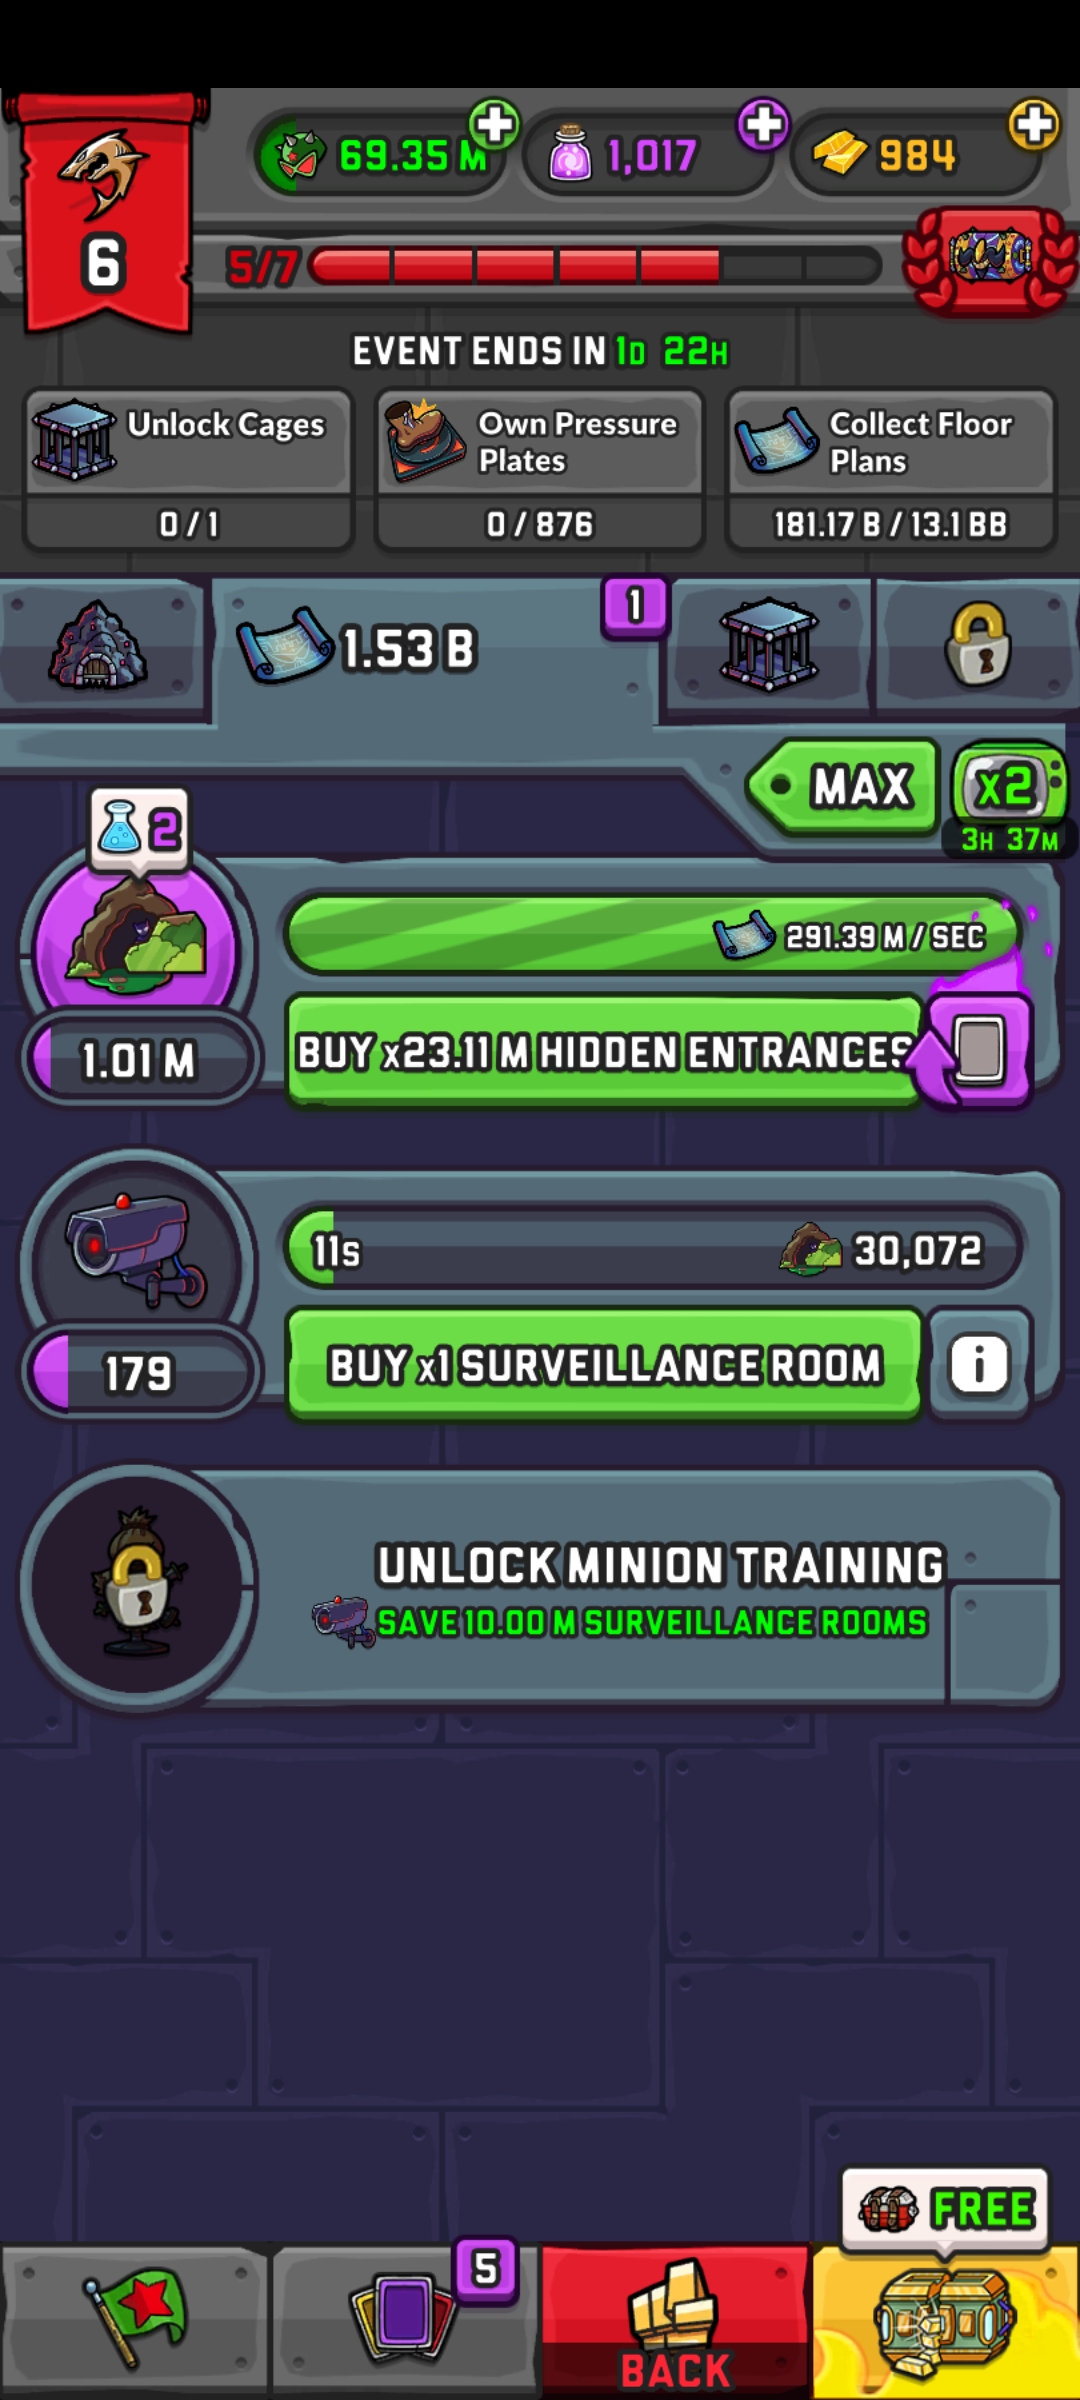 69.35 M
1,017
984
6
5/7
EVENT ENDS IN 1D 22H
Unlock Cages
0 / 1
Own Pressure
Plates
0 / 876
Collect Floor
Plans
181.17 B / 13.1 BB
1.53 B
1
MAX
x2
3H 37M
2
291.39 M / SEC
1.01 M
BUY x23.11 M HIDDEN ENTRANCES
11s
30,072
179
BUY x1 SURVEILLANCE ROOM
i
UNLOCK MINION TRAINING
SAVE 10.00 M SURVEILLANCE ROOMS
FREE
5
BACK